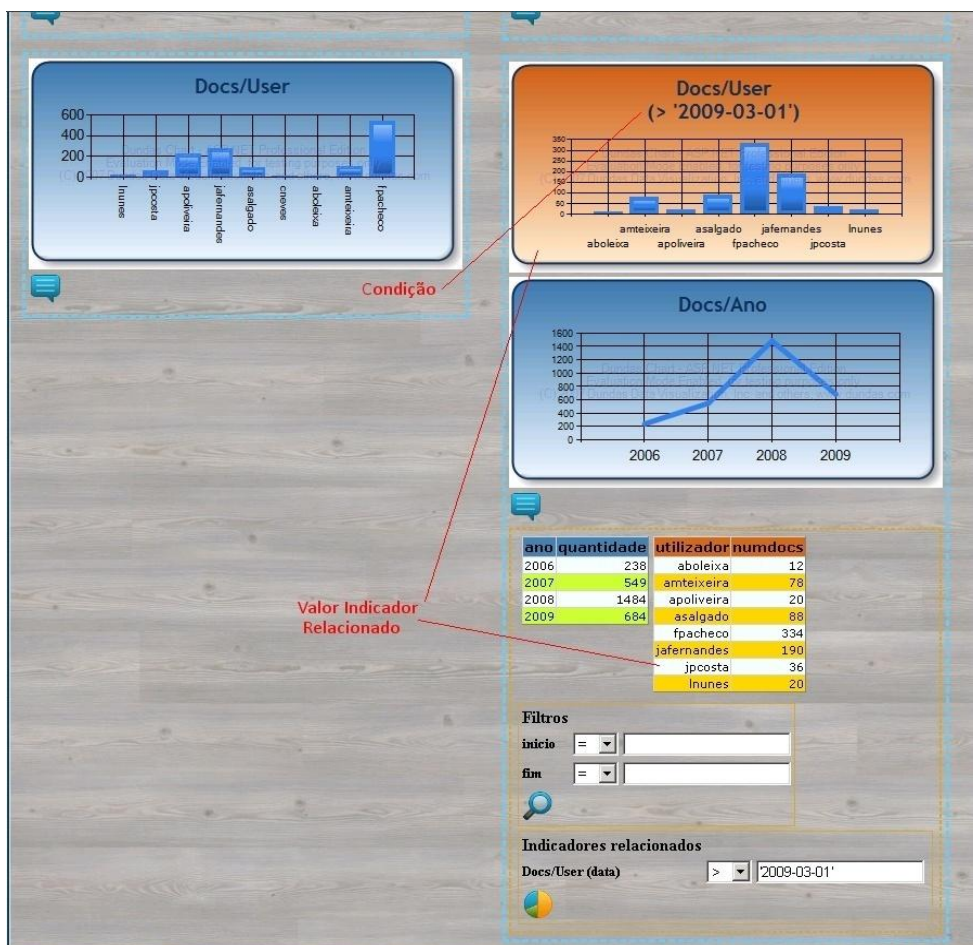 Docs/User
600
400
200
0
lnunes
jpcosta
apoliveira
jafernandes
asalgado
cneves
aboleixa
amteixeira
fpacheco
Condição
Docs/User
(> '2009-03-01')
350
300
250
200
150
100
50
0
amteixeira asalgado jafernandes lnunes
aboleixa apoliveira fpacheco jpcosta
Docs/Ano
1600
1400
1200
1000
800
600
400
200
0
2006 2007 2008 2009
Valor Indicador
Relacionado
ano quantidade
2006 238
2007 549
2008 1484
2009 684
utilizador numdocs
aboleixa 12
amteixeira 78
apoliveira 20
asalgado 88
fpacheco 334
jafernandes 190
jpcosta 36
lnunes 20
Filtros
inicio =
fim =
Indicadores relacionados
Docs/User (data) > '2009-03-01'